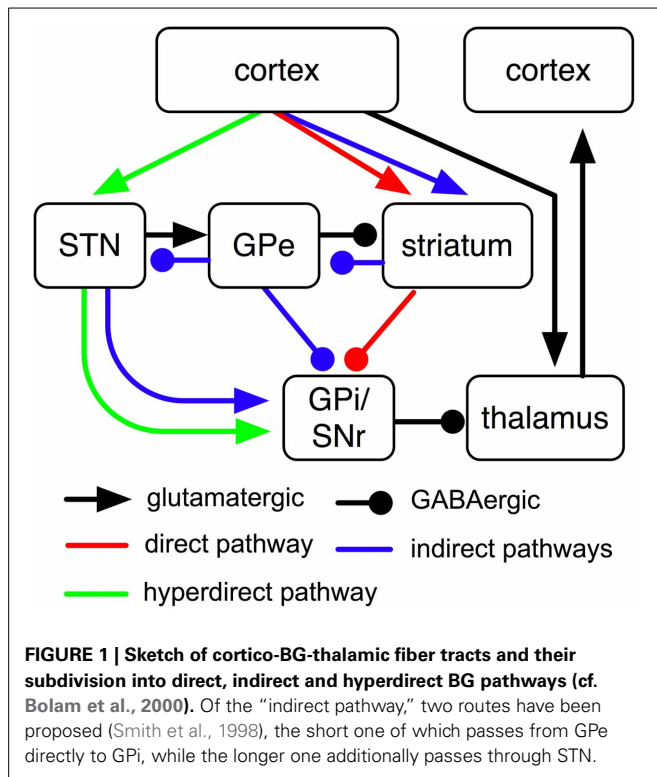 cortex
cortex
STN
GPe
striatum
GPi/
SNr
thalamus
glutamatergic
GABAergic
direct pathway
indirect pathways
hyperdirect pathway
FIGURE 1 | Sketch of cortico-BG-thalamic fiber tracts and their
subdivision into direct, indirect and hyperdirect BG pathways (cf.
Bolam et al., 2000). Of the “indirect pathway,” two routes have been
proposed (Smith et al., 1998), the short one of which passes from GPe
directly to GPi, while the longer one additionally passes through STN.